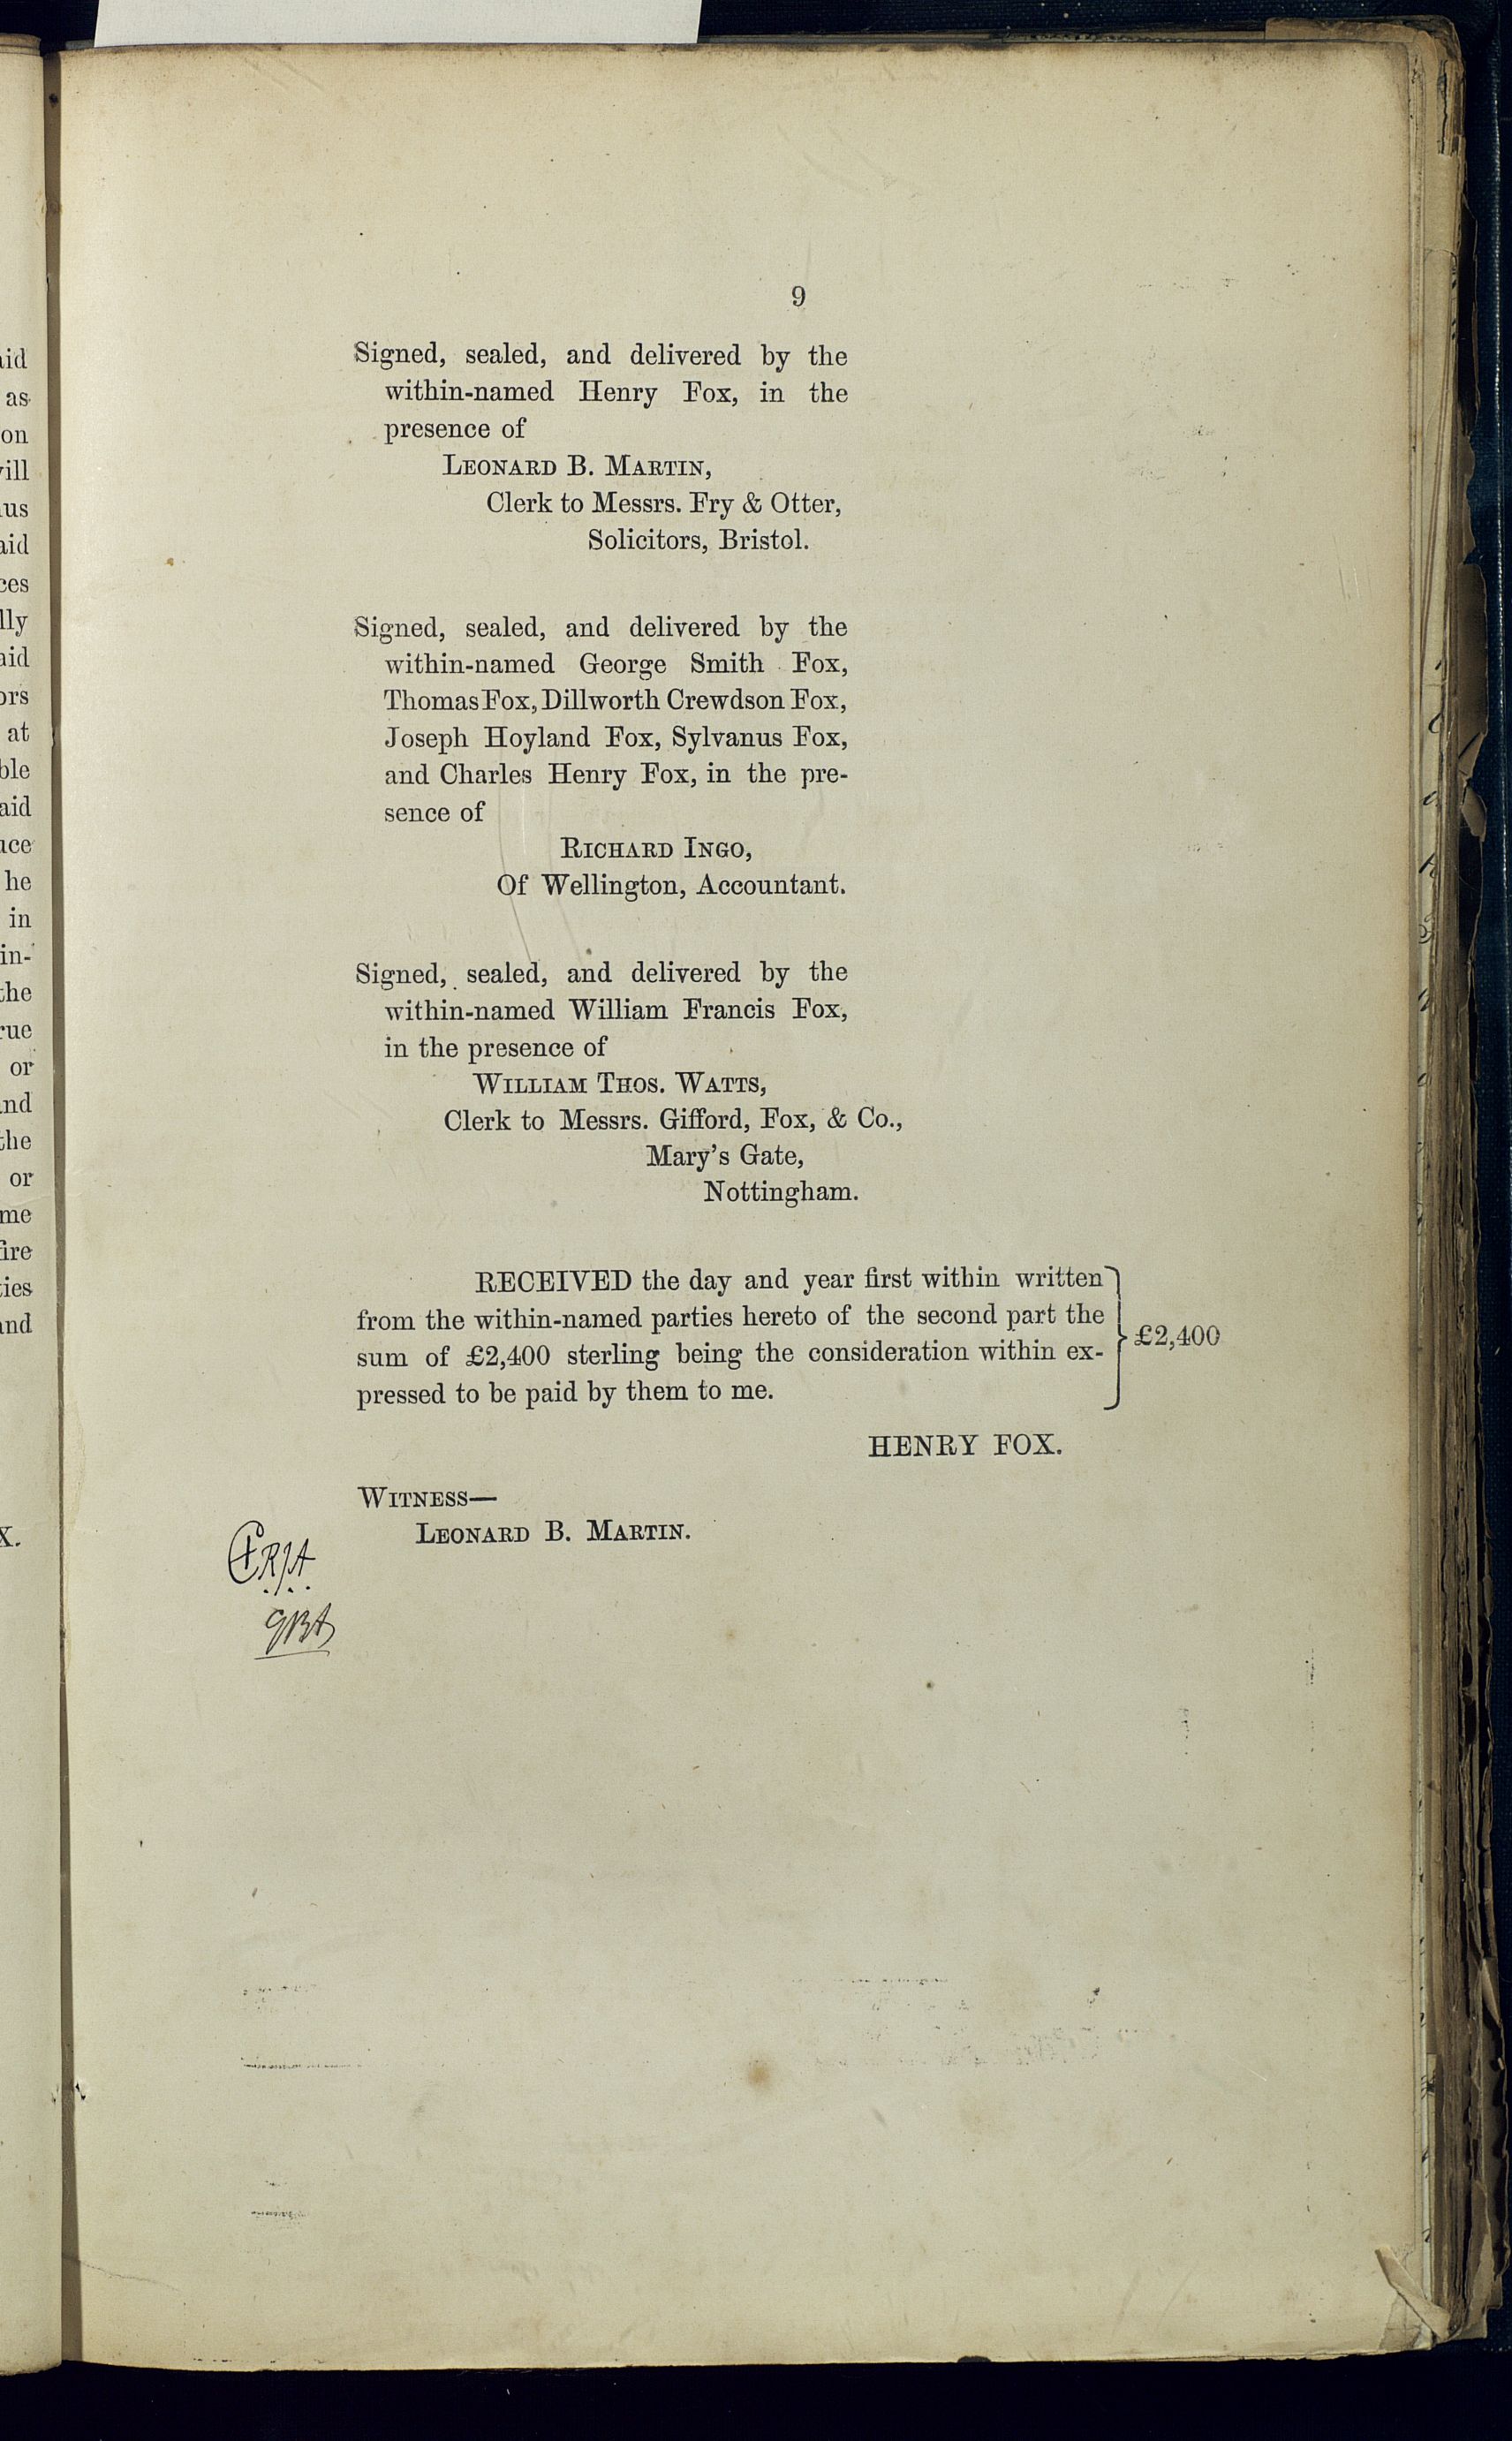 9
Signed, sealed, and delivered by the
within-named Henry Fox, in the
presence of
LEONARD B. MARTIN,
Clerk to Messrs. Fry & Otter,
Solicitors, Bristol.
Signed, sealed, and delivered by the
within-named George Smith Fox,
Thomas Fox, Dillworth Crewdson Fox,
Joseph Hoyland Fox, Sylvanus Fox,
and Charles Henry Fox, in the pre-
sence of
RICHARD INGO,
Of Wellington, Accountant.
Signed, sealed, and delivered by the
within-named William Francis Fox,
in the presence of
WILLIAM THOS. WATTS,
Clerk to Messrs. Gifford, Fox, & Co.,
Mary's Gate,
Nottingham.
RECEIVED the day and year first within written
from the within-named parties hereto of the second part the
sum of £2,400 sterling being the consideration within ex-
pressed to be paid by them to me.
£2,400
HENRY FOX.
WITNESS—
LEONARD B. MARTIN.